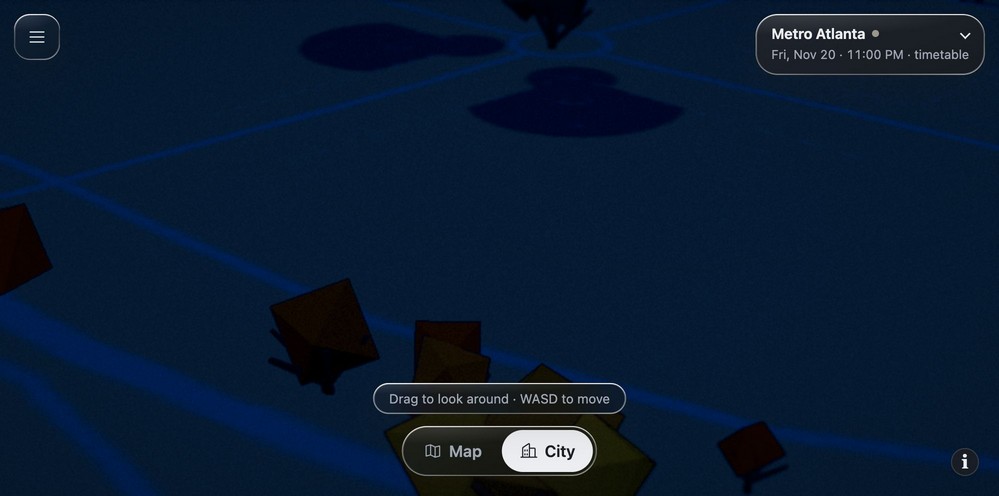 Metro Atlanta
Fri, Nov 20 · 11:00 PM · timetable
Drag to look around · WASD to move
Map
City